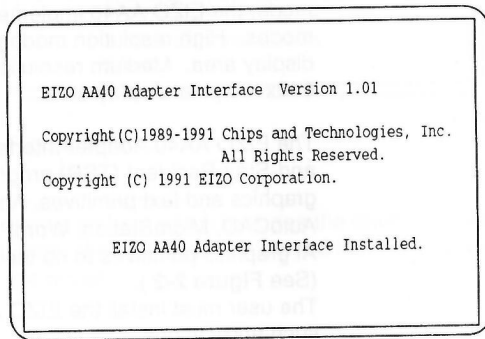 EIZO AA40 Adapter Interface Version 1.01
Copyright(C)1989-1991 Chips and Technologies, Inc.
All Rights Reserved.
Copyright (C) 1991 EIZO Corporation.
EIZO AA40 Adapter Interface Installed.